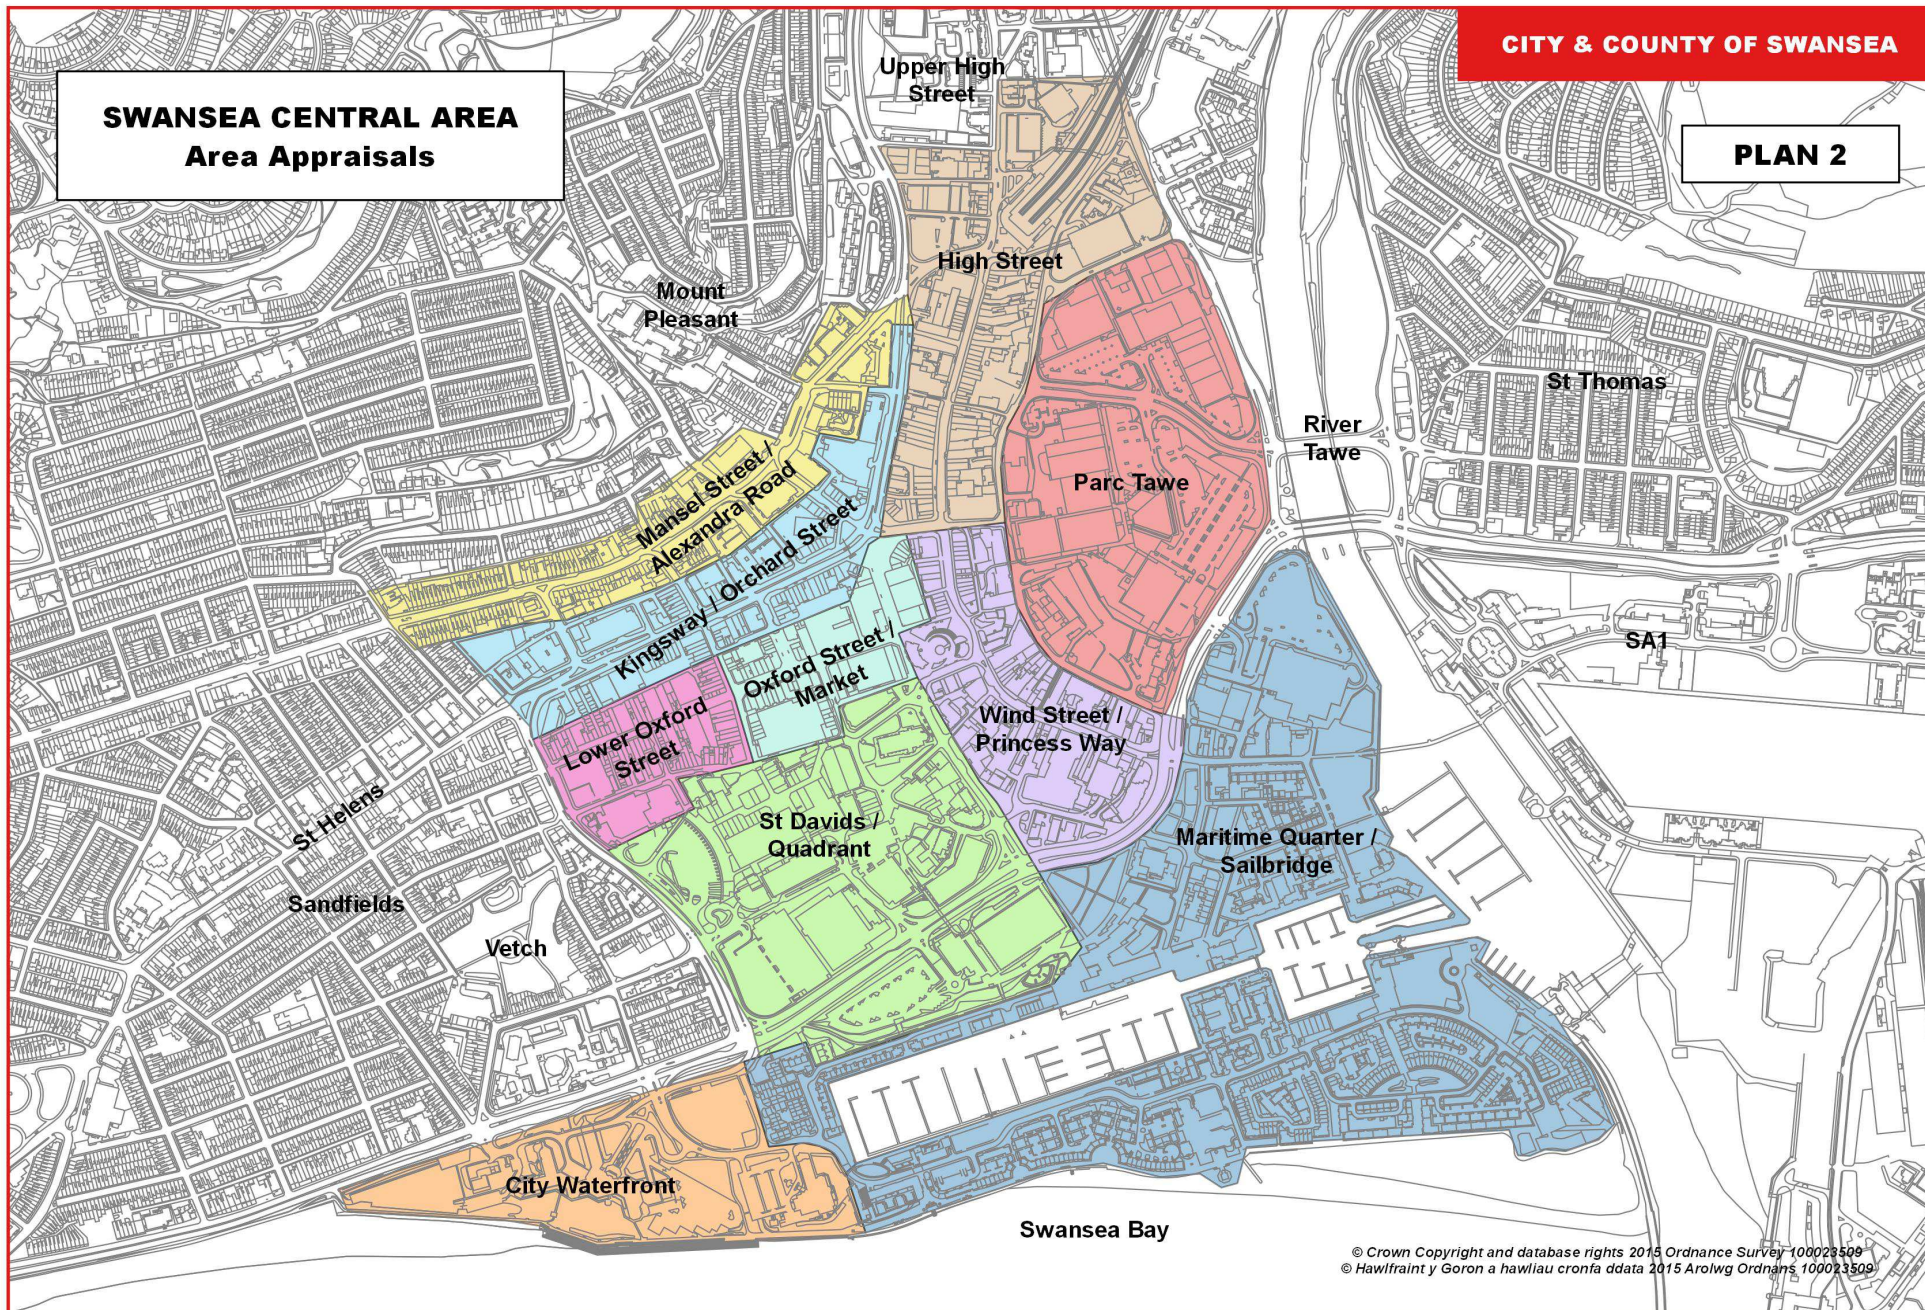 CITY & COUNTY OF SWANSEA
SWANSEA CENTRAL AREA
Area Appraisals
PLAN 2
Upper High
Street
High Street
Mount
Pleasant
St Thomas
River
Tawe
Parc Tawe
Mansel Street /
Alexandra Road
Kingsway / Orchard Street
Oxford Street /
Market
SA1
Lower Oxford
Street
Wind Street /
Princess Way
St Davids /
Quadrant
Maritime Quarter /
Sailbridge
St Helens
Sandfields
Vetch
City Waterfront
Swansea Bay
© Crown Copyright and database rights 2015 Ordnance Survey 100023509
© Hawlfraint y Goron a hawliau cronfa ddata 2015 Arolwg Ordnans 100023509